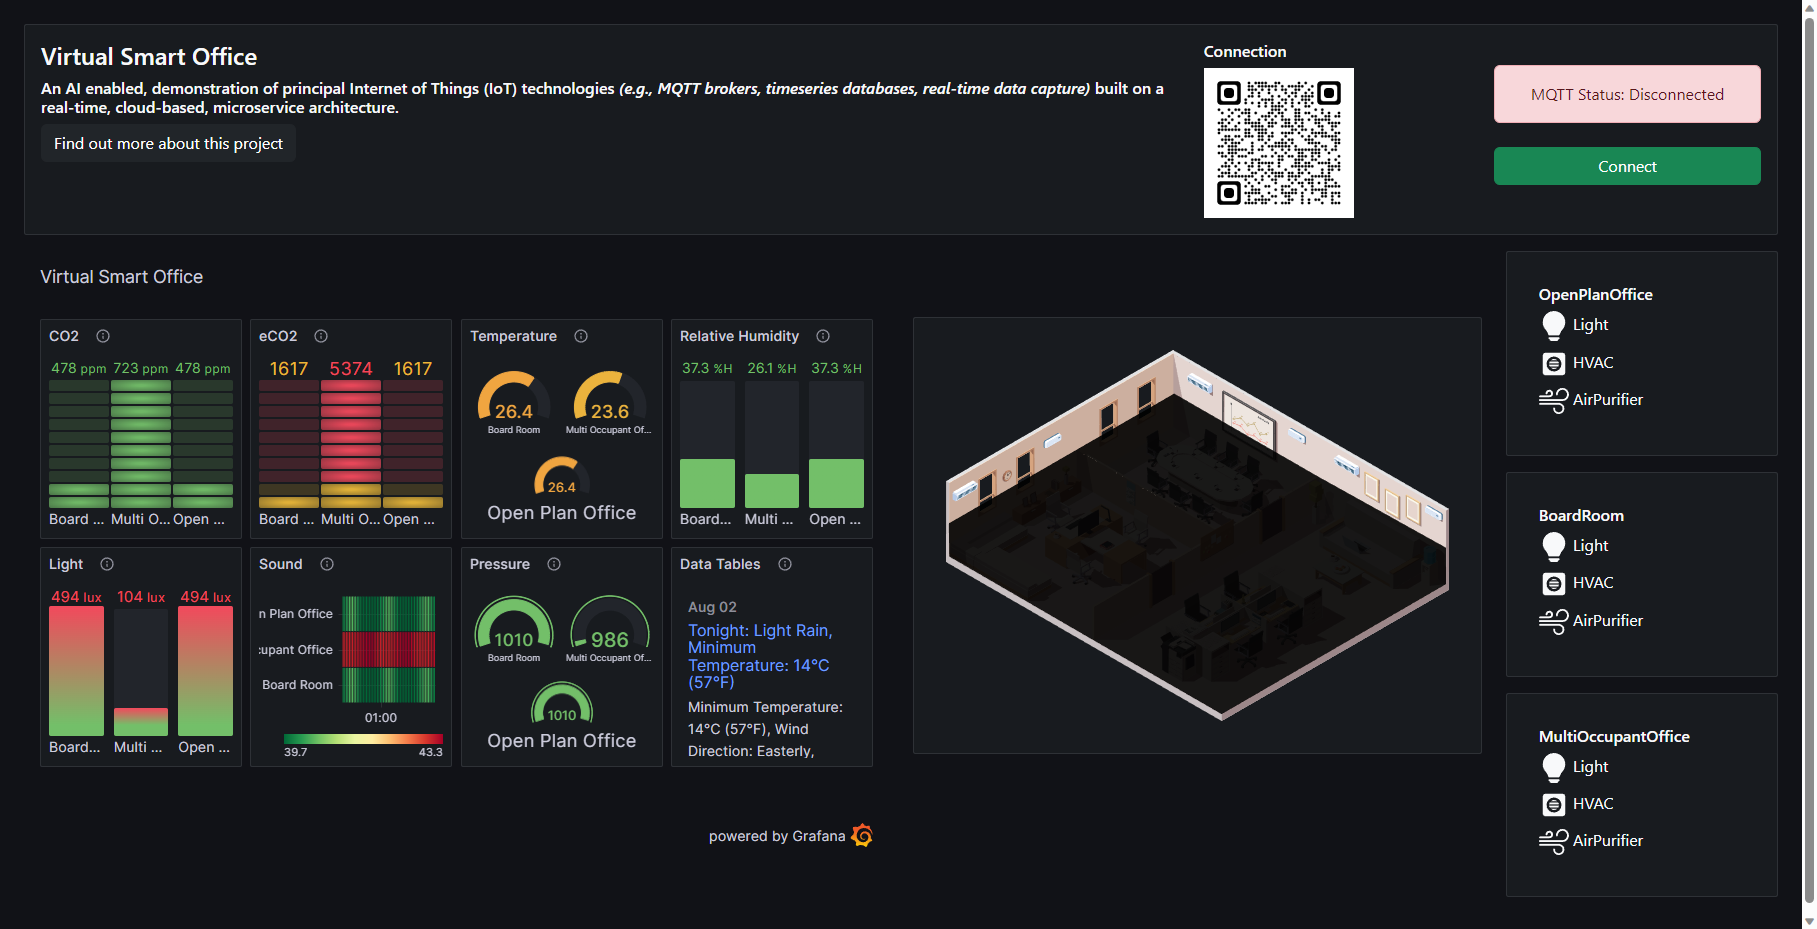 Virtual Smart Office
An AI enabled, demonstration of principal Internet of Things (IoT) technologies (e.g., MQTT brokers, timeseries databases, real-time data capture) built on a
real-time, cloud-based, microservice architecture.
Find out more about this project
Connection
MQTT Status: Disconnected
Connect
Virtual Smart Office
CO2
478 ppm 723 ppm 478 ppm
Board ... Multi O... Open ...
eCO2
1617 5374 1617
Board ... Multi O... Open ...
Temperature
26.4 23.6
Board Room Multi Occupant Of...
26.4
Open Plan Office
Relative Humidity
37.3 %H 26.1 %H 37.3 %H
Board... Multi ... Open ...
Light
494 lux 104 lux 494 lux
Board... Multi ... Open ...
Sound
n Plan Office
upant Office
Board Room
01:00
39.7 43.3
Pressure
1010 986
Board Room Multi Occupant Of...
1010
Open Plan Office
Data Tables
Aug 02
Tonight: Light Rain,
Minimum
Temperature: 14°C
(57°F)
Minimum Temperature:
14°C (57°F), Wind
Direction: Easterly,
powered by Grafana
OpenPlanOffice
Light
HVAC
AirPurifier
BoardRoom
Light
HVAC
AirPurifier
MultiOccupantOffice
Light
HVAC
AirPurifier